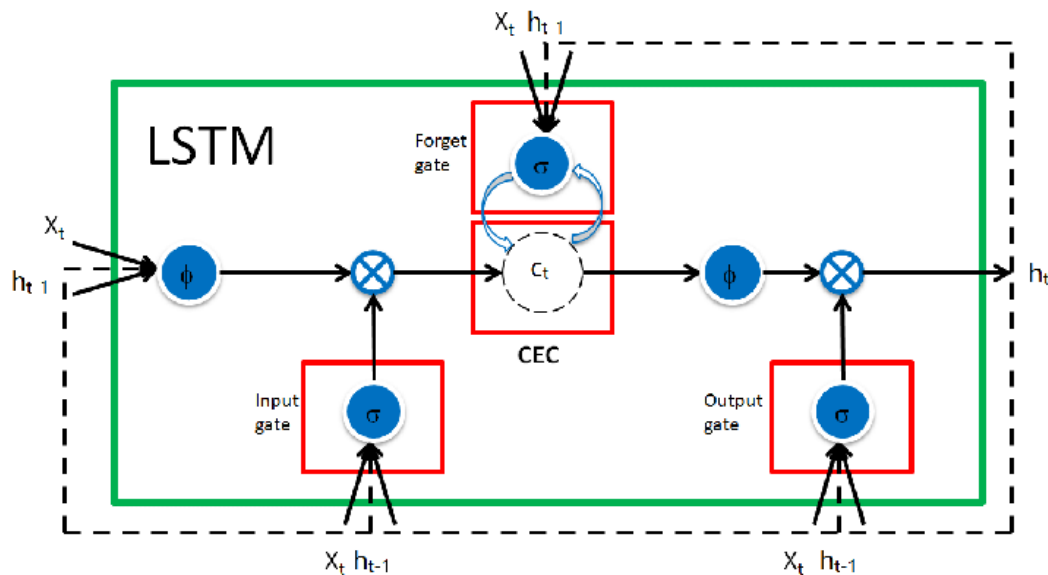 Xₜ hₜ₋₁
LSTM
Forget
gate
σ
Xₜ
hₜ₋₁
ϕ
Cₜ
ϕ
hₜ
CEC
Input
gate
σ
Output
gate
σ
Xₜ hₜ₋₁
Xₜ hₜ₋₁